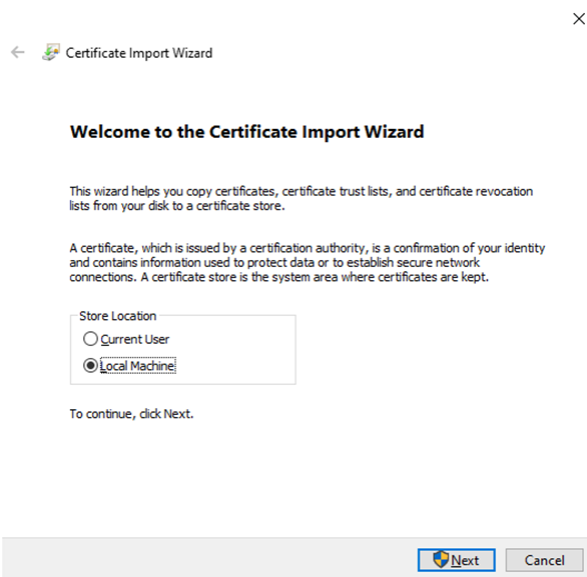 Certificate Import Wizard
Welcome to the Certificate Import Wizard
This wizard helps you copy certificates, certificate trust lists, and certificate revocation
lists from your disk to a certificate store.
A certificate, which is issued by a certification authority, is a confirmation of your identity
and contains information used to protect data or to establish secure network
connections. A certificate store is the system area where certificates are kept.
Store Location
Current User
Local Machine
To continue, click Next.
Next Cancel